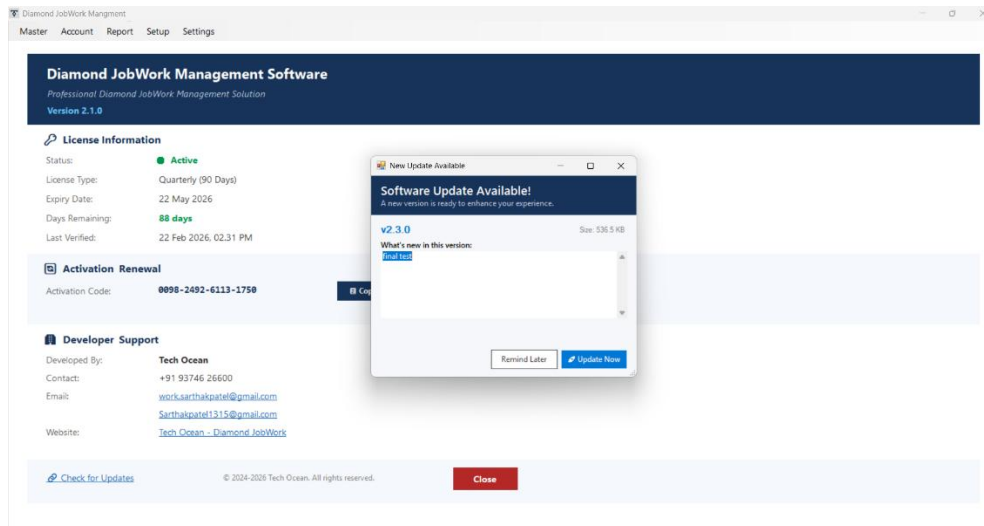 Diamond JobWork Mangment
Master Account Report Setup Settings
Diamond JobWork Management Software
Professional Diamond JobWork Management Solution
Version 2.1.0
License Information
Status: Active
License Type: Quarterly (90 Days)
Expiry Date: 22 May 2026
Days Remaining: 88 days
Last Verified: 22 Feb 2026, 02.31 PM
Activation Renewal
Activation Code: 0098-2492-6113-1750
Developer Support
Developed By: Tech Ocean
Contact: +91 93746 26600
Email: work.sarthakpatel@gmail.com
Sarthakpatel1315@gmail.com
Website: Tech Ocean - Diamond JobWork
Check for Updates
© 2024-2026 Tech Ocean. All rights reserved.
Close
New Update Available
Software Update Available!
A new version is ready to enhance your experience.
v2.3.0
Size: 536.5 KB
What's new in this version:
final test
Remind Later
Update Now